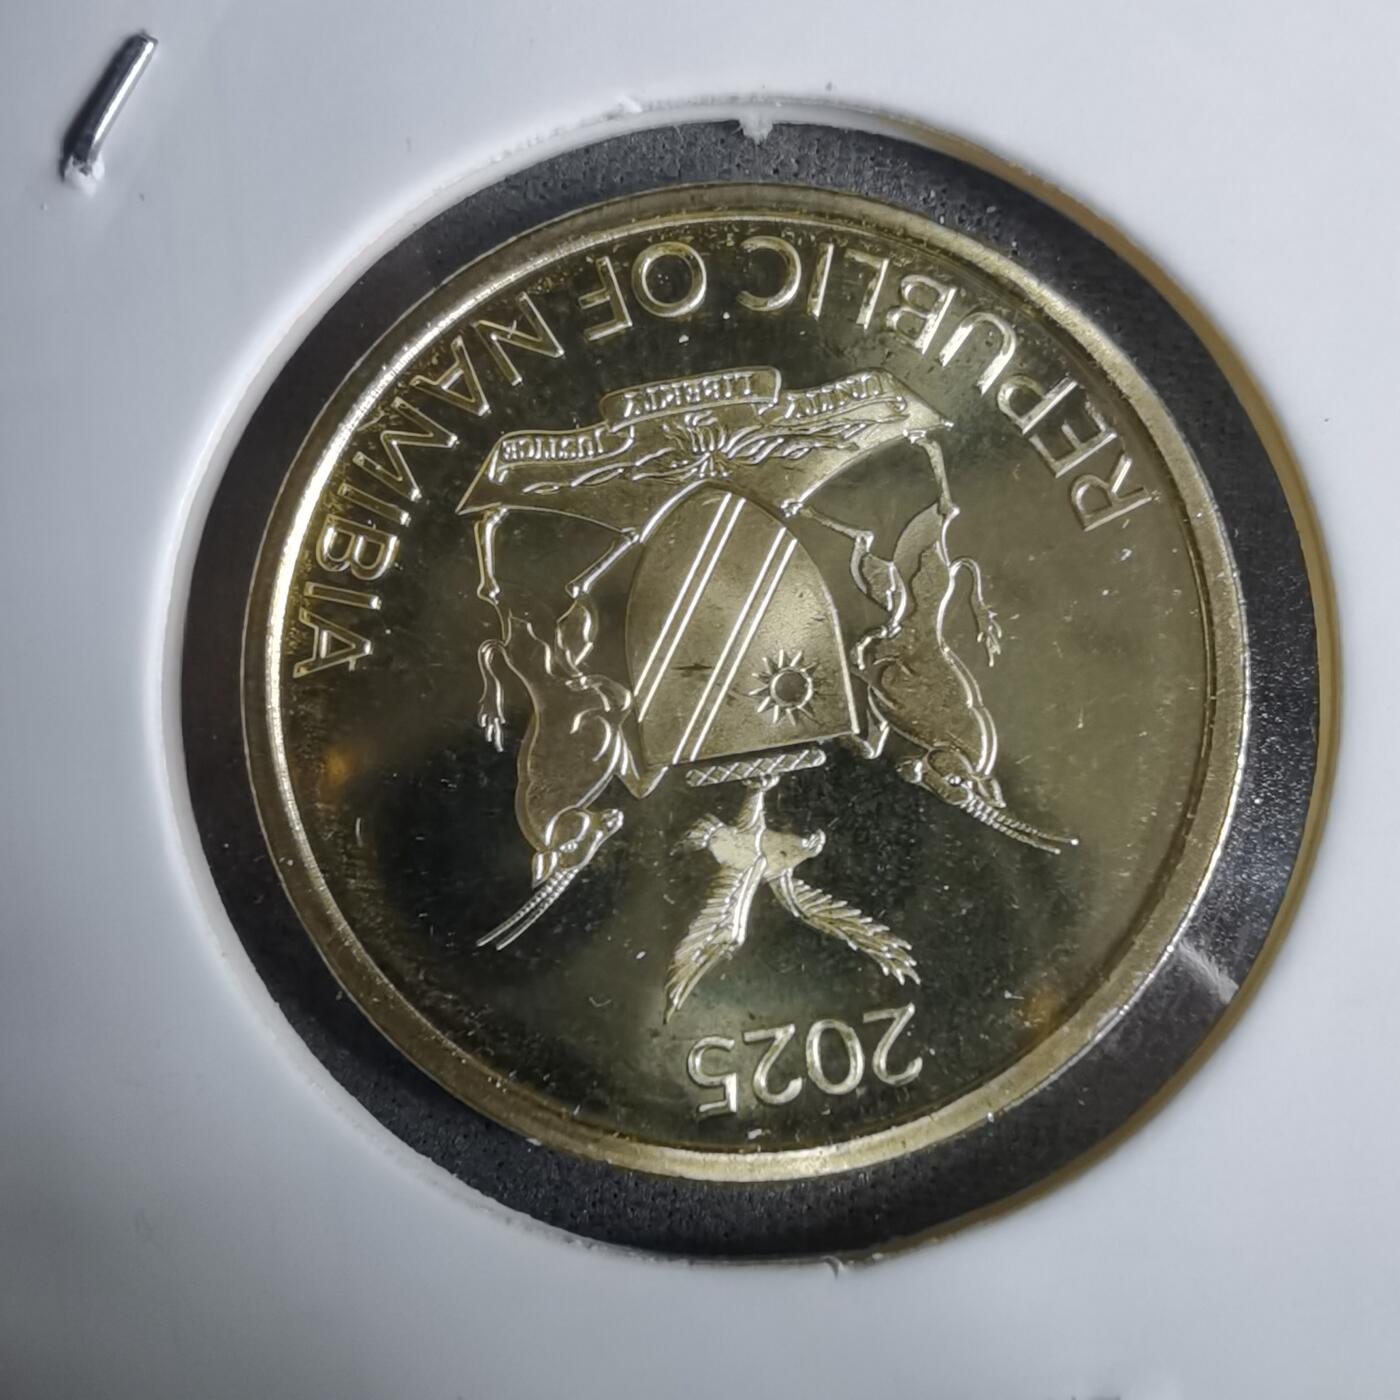 2025
UNITY LIBERTY JUSTICE
REPUBLIC OF NAMIBIA